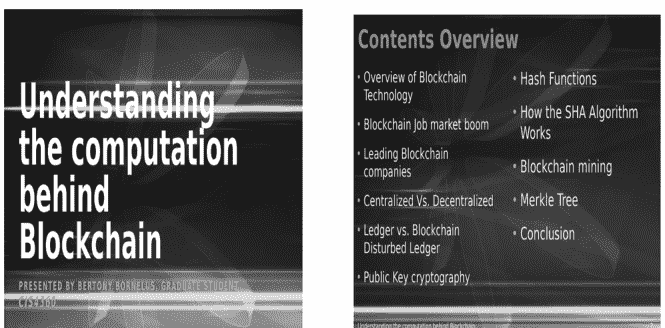 Understanding
the computation
behind
Blockchain
PRESENTED BY BERTONY BORNELUS, GRADUATE STUDENT
CIS4360
Contents Overview
• Overview of Blockchain
Technology
• Blockchain Job market boom
• Leading Blockchain
companies
• Centralized Vs. Decentralized
• Ledger vs. Blockchain
Disturbed Ledger
• Public Key cryptography
• Hash Functions
• How the SHA Algorithm
Works
• Blockchain mining
• Merkle Tree
• Conclusion
Understanding the computation behind Blockchain